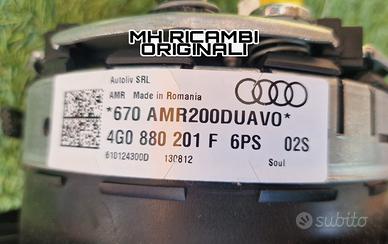 MH RICAMBI
ORIGINALI
Autoliv SRL
AMR Made in Romania
*670 AMR200DUAV0*
4G0 880 201 F 6PS 02S
610124300D 130812 Soul
subito